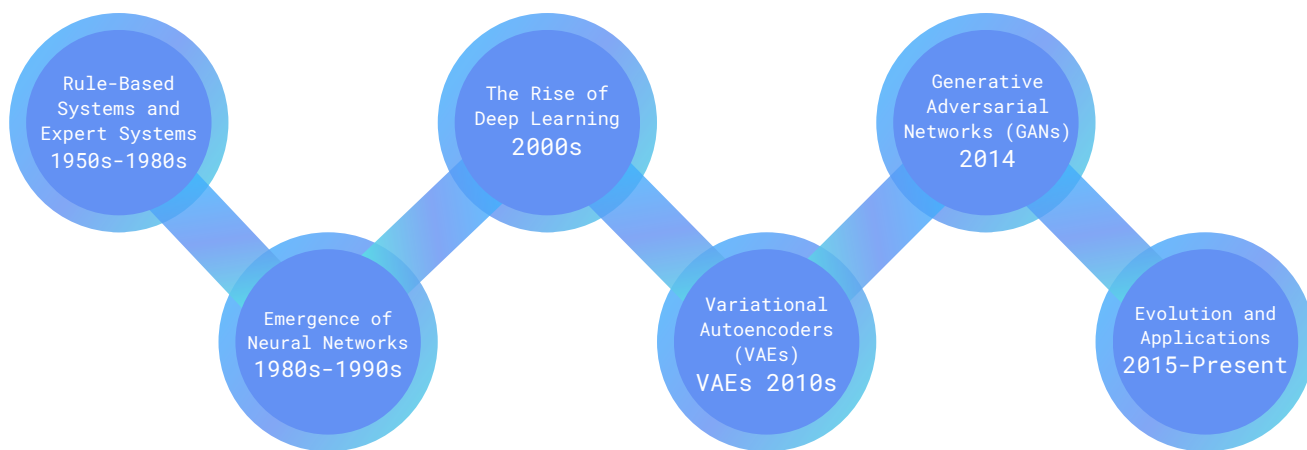 Rule-Based
Systems and
Expert Systems
1950s-1980s
Emergence of
Neural Networks
1980s-1990s
The Rise of
Deep Learning
2000s
Variational
Autoencoders
(VAEs)
VAEs 2010s
Generative
Adversarial
Networks (GANs)
2014
Evolution and
Applications
2015-Present